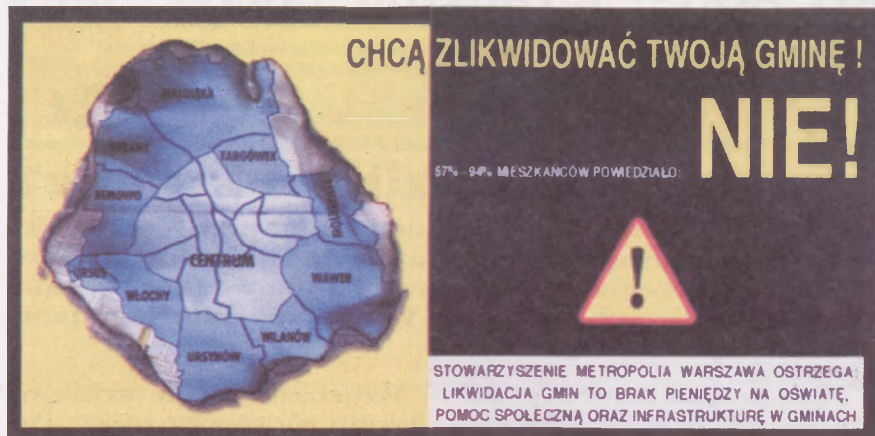 CHCĄ ZLIKWIDOWAĆ TWOJĄ GMINĘ !
NIE!
57% - 94% MIESZKAŃCÓW POWIEDZIAŁO:
BIAŁOŁĘKA
BIELANY
TARGÓWEK
BEMOWO
REMBERTÓW
CENTRUM
URSUS
WAWER
WŁOCHY
WILANÓW
URSYNÓW
STOWARZYSZENIE METROPOLIA WARSZAWA OSTRZEGA
LIKWIDACJA GMIN TO BRAK PIENIĘDZY NA OŚWIATĘ,
POMOC SPOŁECZNĄ ORAZ INFRASTRUKTURĘ W GMINACH